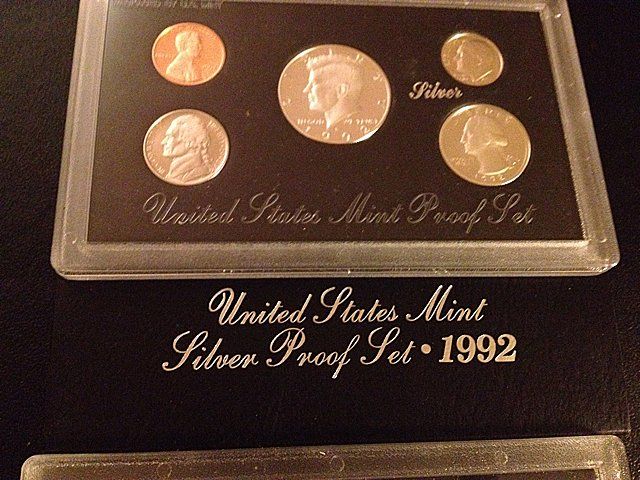 Silver
United States Mint Proof Set
United States Mint
Silver Proof Set • 1992